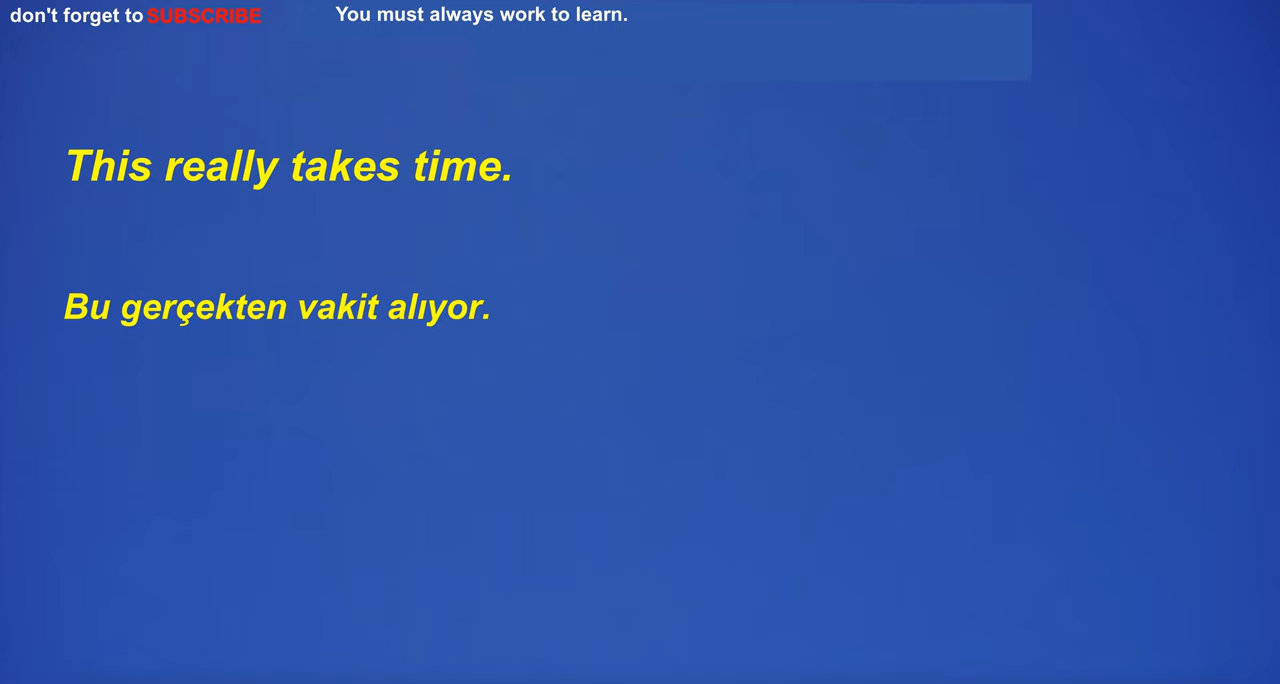 don't forget to SUBSCRIBE
You must always work to learn.
This really takes time.
Bu gerçekten vakit alıyor.